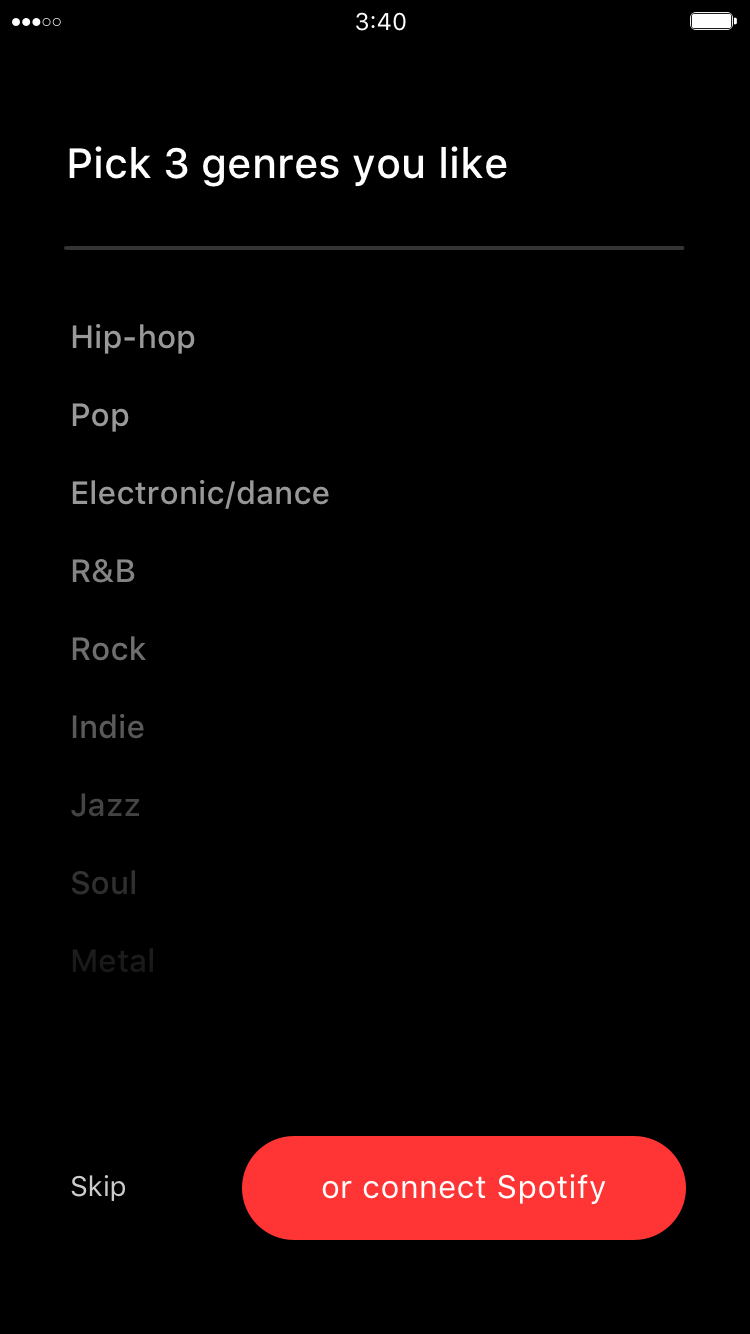 3:40
Pick 3 genres you like
Hip-hop
Pop
Electronic/dance
R&B
Rock
Indie
Jazz
Soul
Metal
Skip
or connect Spotify